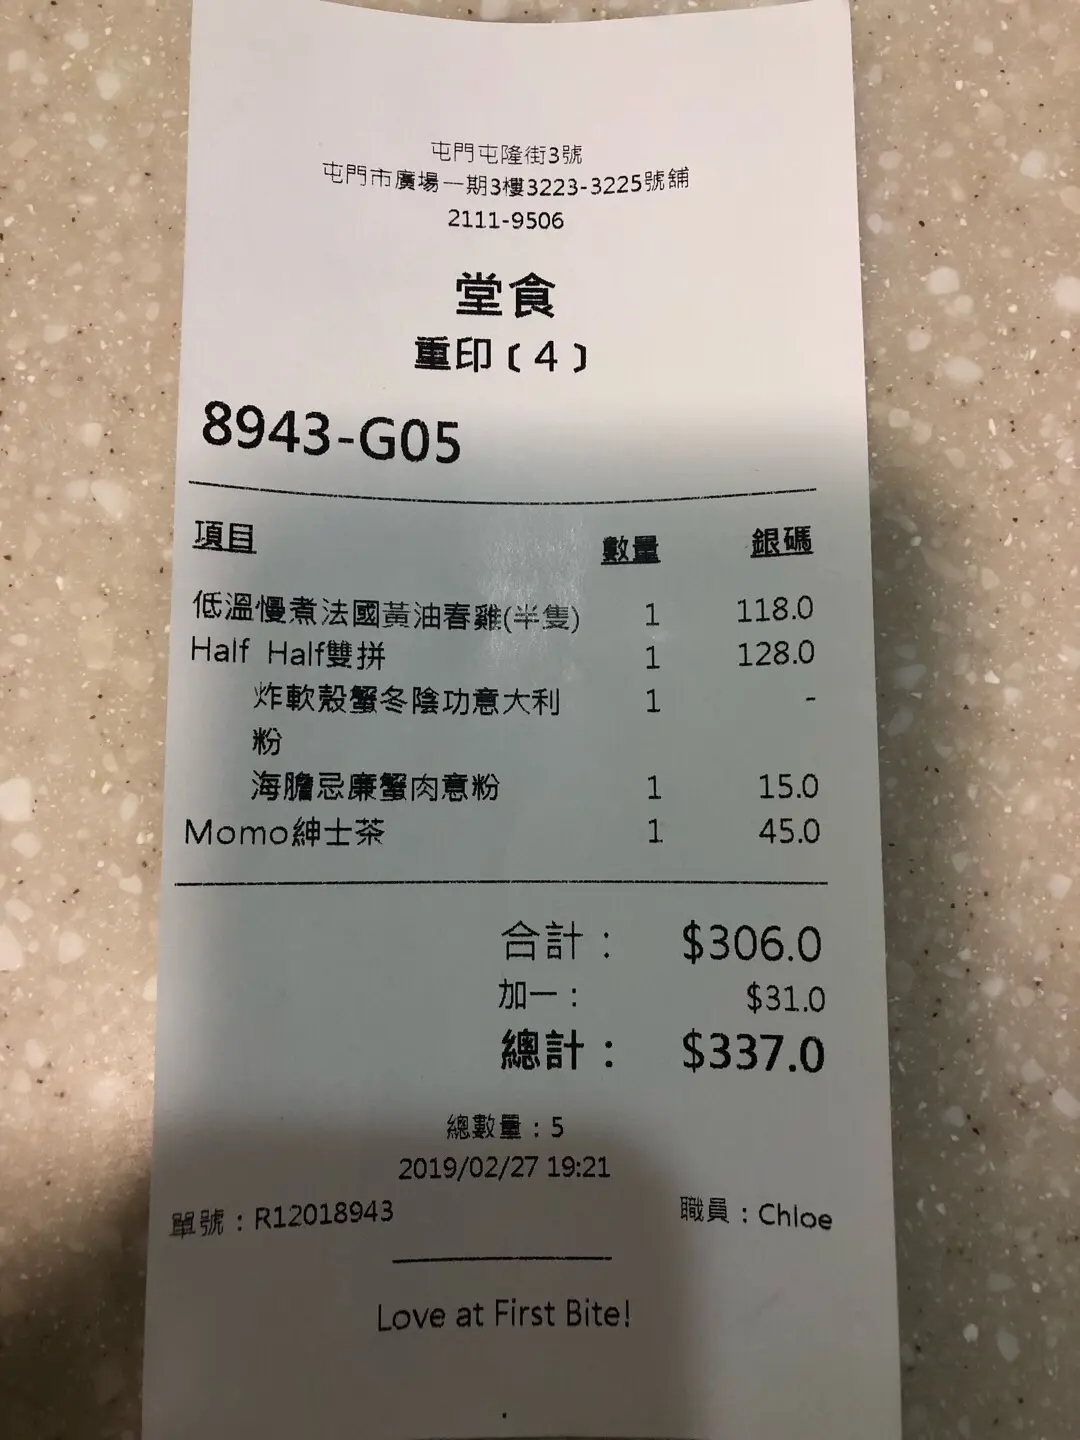 屯門屯隆街3號
屯門市廣場一期3樓3223-3225號舖
2111-9506
堂食
重印﹝4﹞
8943-G05
項目 數量 銀碼
低溫慢煮法國黃油春雞(半隻) 1 118.0
Half Half雙拼 1 128.0
炸軟殼蟹冬陰功意大利 1 -
粉
海膽忌廉蟹肉意粉 1 15.0
Momo紳士茶 1 45.0
合計： $306.0
加一： $31.0
總計： $337.0
總數量：5
2019/02/27 19:21
單號：R12018943 職員：Chloe
Love at First Bite!